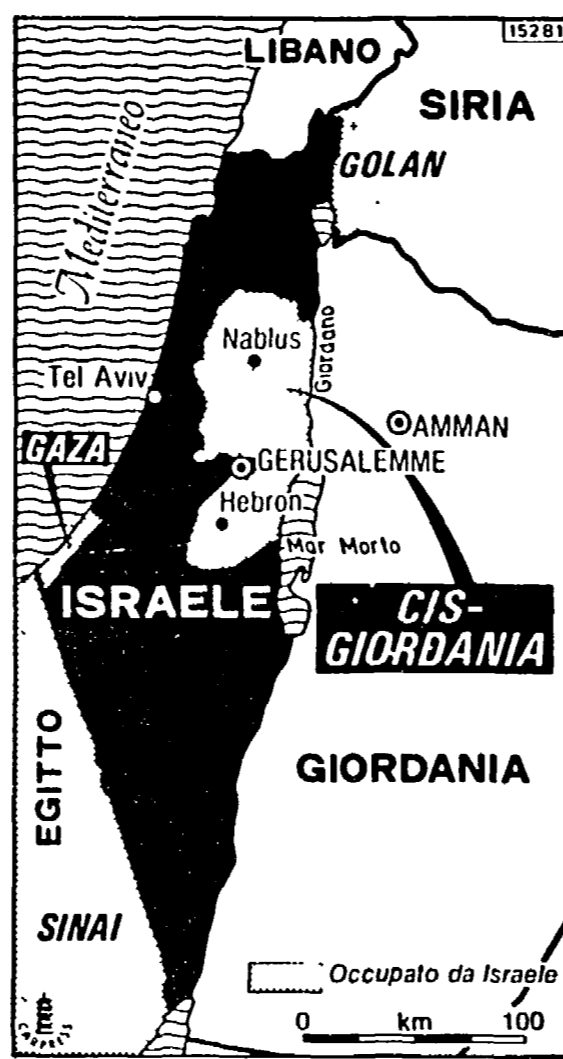 15281
LIBANO
SIRIA
GOLAN
Mediterraneo
Nablus
Giordano
Tel Aviv
AMMAN
GAZA
GERUSALEMME
Hebron
Mar Morto
ISRAELE
CIS-
GIORDANIA
EGITTO
GIORDANIA
SINAI
Occupato da Israele
0 km 100
CARPRESS